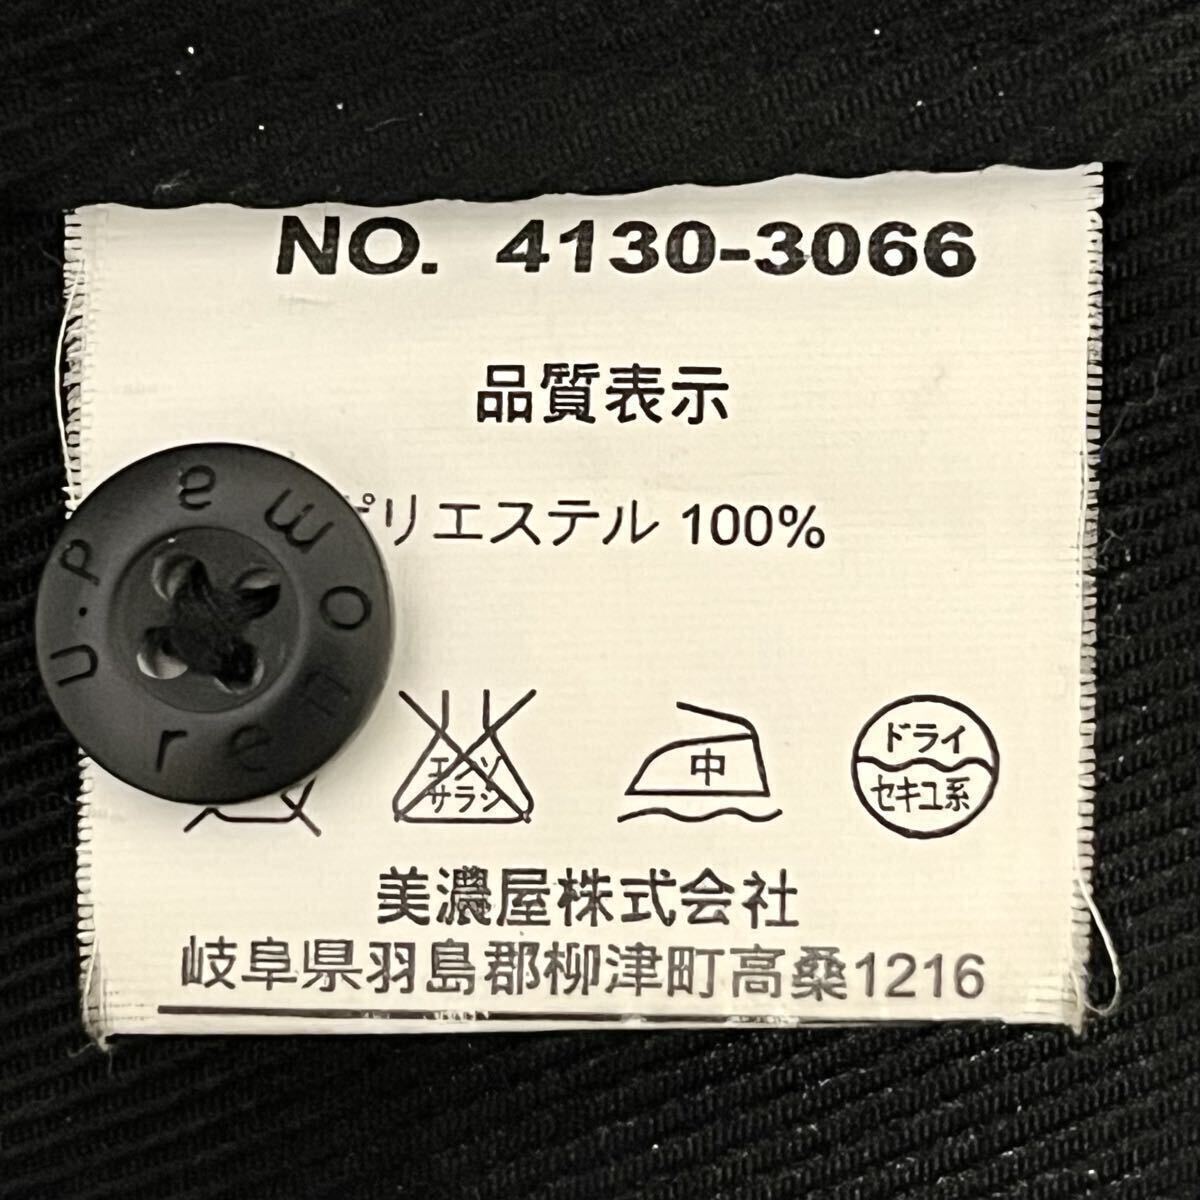 NO. 4130-3066
品質表示
ポリエステル 100%
エンソ
サラシ
中
ドライ
セキユ系
美濃屋株式会社
岐阜県羽島郡柳津町高桑1216